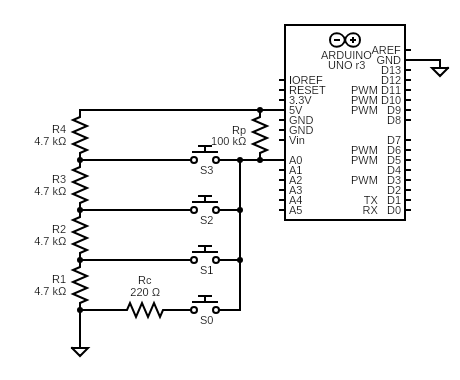 ARDUINO
UNO r3
AREF
GND
D13
IOREF D12
RESET PWM D11
3.3V PWM D10
5V PWM D9
GND D8
GND
Vin D7
PWM D6
A0 PWM D5
A1 D4
A2 PWM D3
A3 D2
A4 TX D1
A5 RX D0
Rp
100 kΩ
R4
4.7 kΩ
S3
R3
4.7 kΩ
S2
R2
4.7 kΩ
S1
R1
4.7 kΩ
Rc
220 Ω
S0